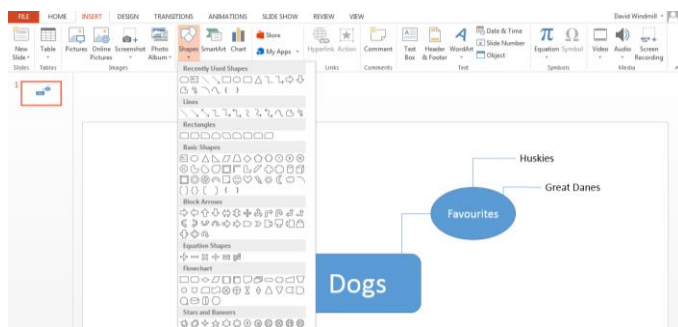 FILE HOME INSERT DESIGN TRANSITIONS ANIMATIONS SLIDE SHOW REVIEW VIEW David Windmill
New Slide
Table
Pictures
Online Pictures
Screenshot
Photo Album
Shapes
SmartArt
Chart
Store
My Apps
Hyperlink
Action
Comment
Text Box
Header & Footer
WordArt
Date & Time
Slide Number
Object
Equation
Symbol
Video
Audio
Screen Recording
Slides Tables Images Links Comments Text Symbols Media
1
Recently Used Shapes
Lines
Rectangles
Basic Shapes
Block Arrows
Equation Shapes
Flowchart
Stars and Banners
Huskies
Great Danes
Favourites
Dogs